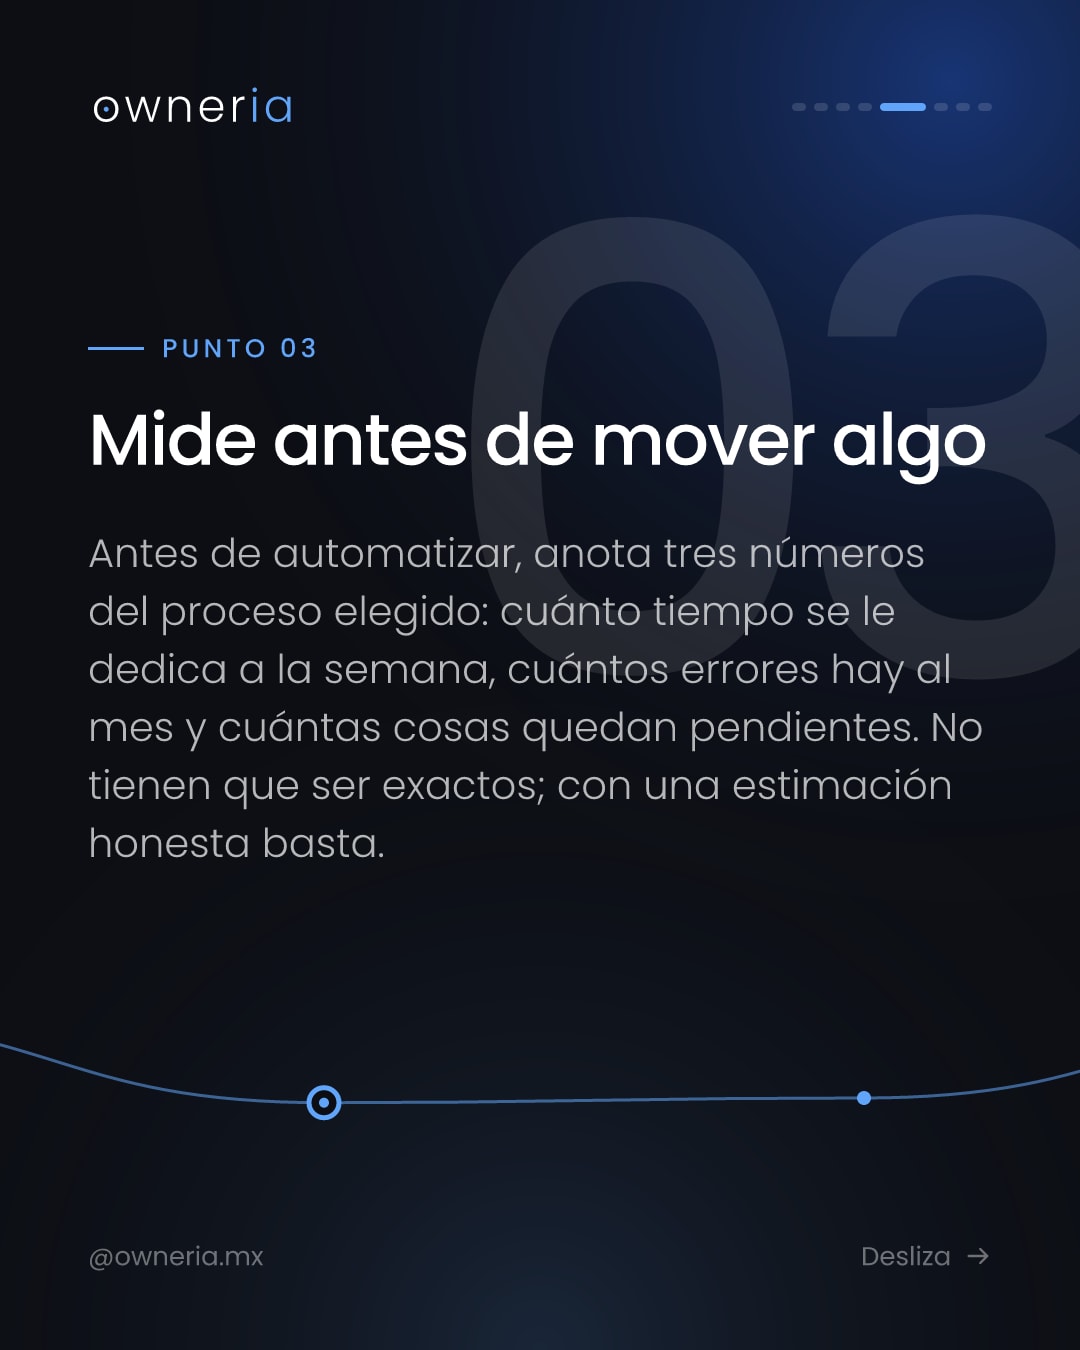 owneria
03
PUNTO 03
Mide antes de mover algo
Antes de automatizar, anota tres números
del proceso elegido: cuánto tiempo se le
dedica a la semana, cuántos errores hay al
mes y cuántas cosas quedan pendientes. No
tienen que ser exactos; con una estimación
honesta basta.
@owneria.mx
Desliza →